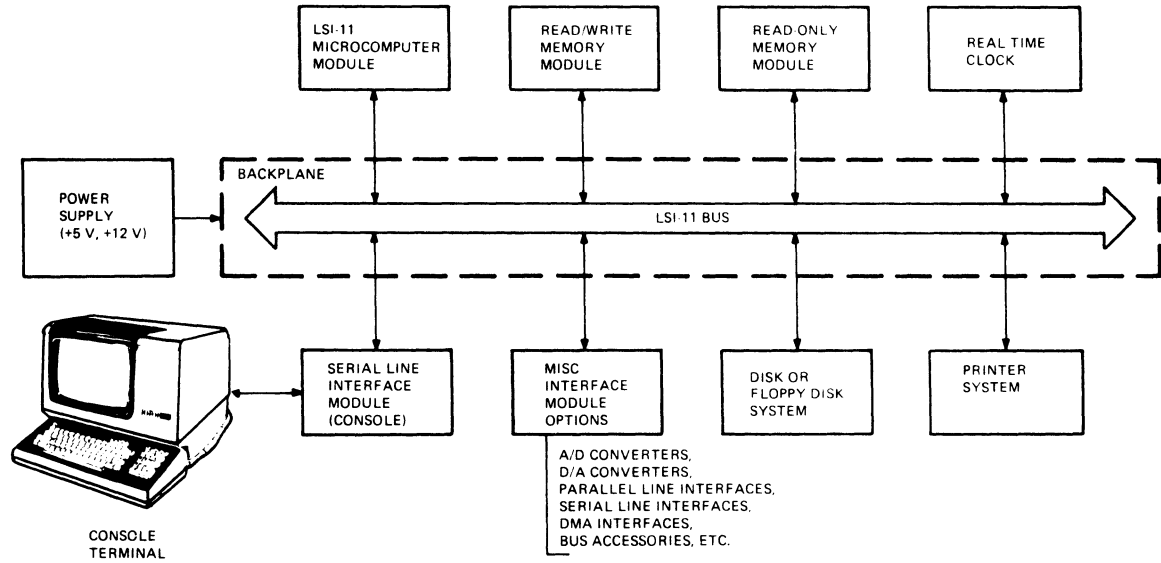 LSI-11
MICROCOMPUTER
MODULE
READ/WRITE
MEMORY
MODULE
READ-ONLY
MEMORY
MODULE
REAL TIME
CLOCK
BACKPLANE
POWER
SUPPLY
(+5 V, +12 V)
LSI-11 BUS
SERIAL LINE
INTERFACE
MODULE
(CONSOLE)
MISC
INTERFACE
MODULE
OPTIONS
DISK OR
FLOPPY DISK
SYSTEM
PRINTER
SYSTEM
A/D CONVERTERS,
D/A CONVERTERS,
PARALLEL LINE INTERFACES,
SERIAL LINE INTERFACES,
DMA INTERFACES,
BUS ACCESSORIES, ETC.
CONSOLE
TERMINAL